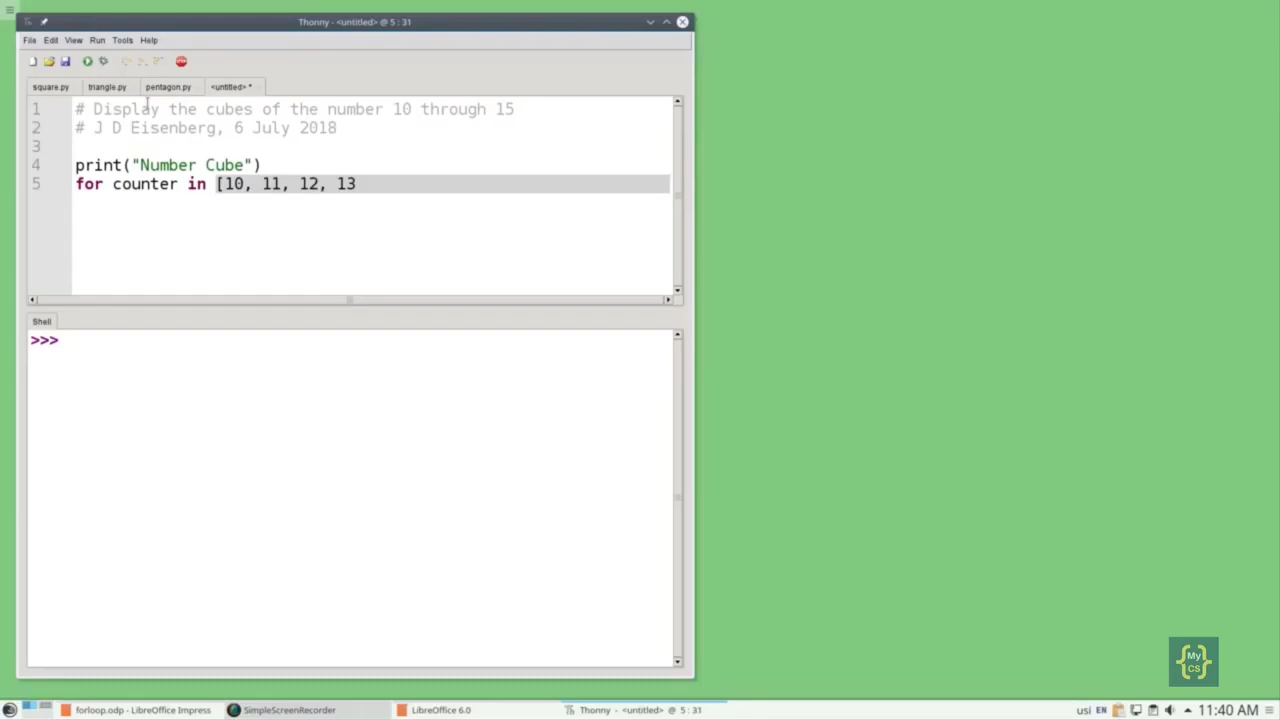 Thonny - <untitled> @ 5 : 31
File Edit View Run Tools Help
square.py triangle.py pentagon.py <untitled> *
1 # Display the cubes of the number 10 through 15
2 # J D Eisenberg, 6 July 2018
3
4 print("Number Cube")
5 for counter in [10, 11, 12, 13
Shell
>>>
{My CS}
forloop.odp - LibreOffice Impress SimpleScreenRecorder LibreOffice 6.0 Thonny - <untitled> @ 5 : 31 usi EN 11:40 AM